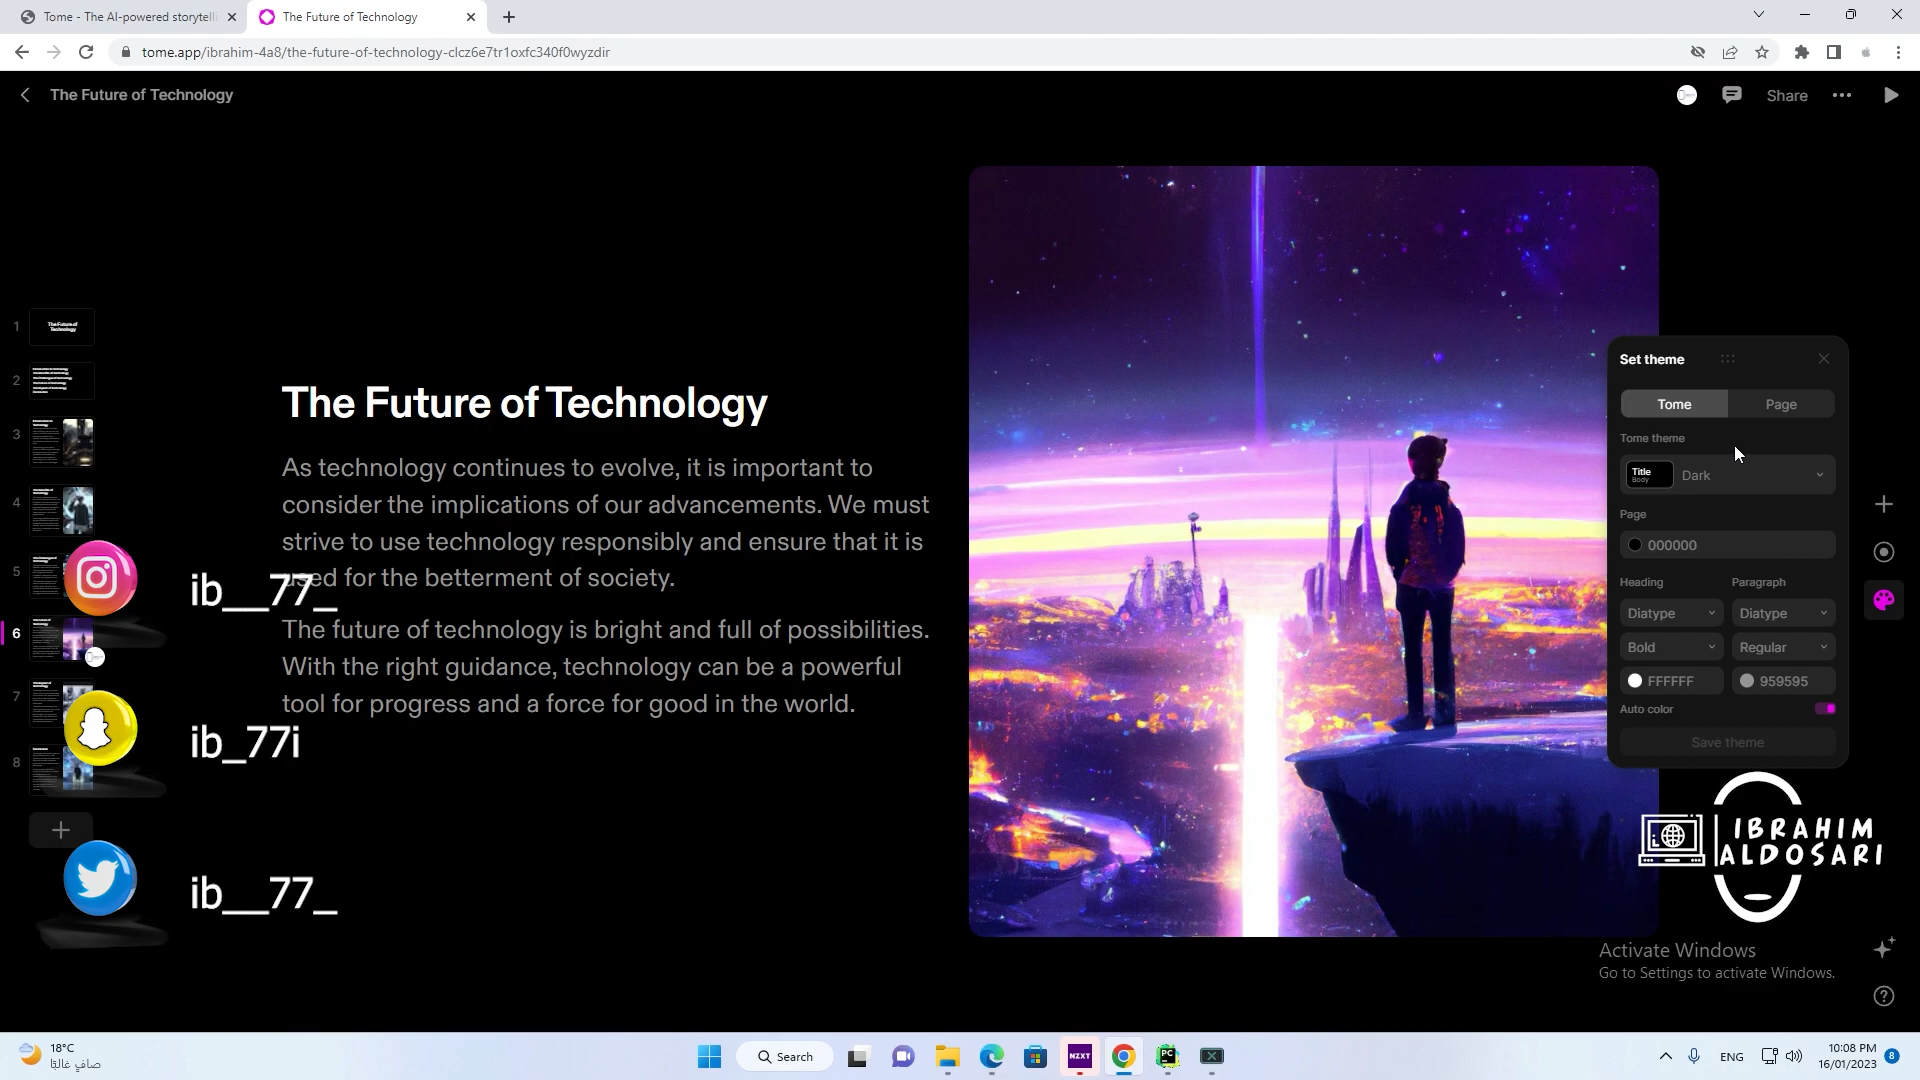 Tome - The AI-powered storytelli
The Future of Technology
tome.app/ibrahim-4a8/the-future-of-technology-clcz6e7tr1oxfc340f0wyzdir
The Future of Technology
Share
1
The Future of
Technology
2
3
4
5
6
7
8
The Future of Technology
As technology continues to evolve, it is important to
consider the implications of our advancements. We must
strive to use technology responsibly and ensure that it is
used for the betterment of society.
The future of technology is bright and full of possibilities.
With the right guidance, technology can be a powerful
tool for progress and a force for good in the world.
ib__77_
ib_77i
ib__77_
Set theme
Tome
Page
Tome theme
Title
Body
Dark
Page
000000
Heading
Paragraph
Diatype
Diatype
Bold
Regular
FFFFFF
959595
Auto color
Save theme
IBRAHIM
ALDOSARI
Activate Windows
Go to Settings to activate Windows.
18°C
صافٍ غالبًا
Search
NZXT
PC
ENG
10:08 PM
16/01/2023
8